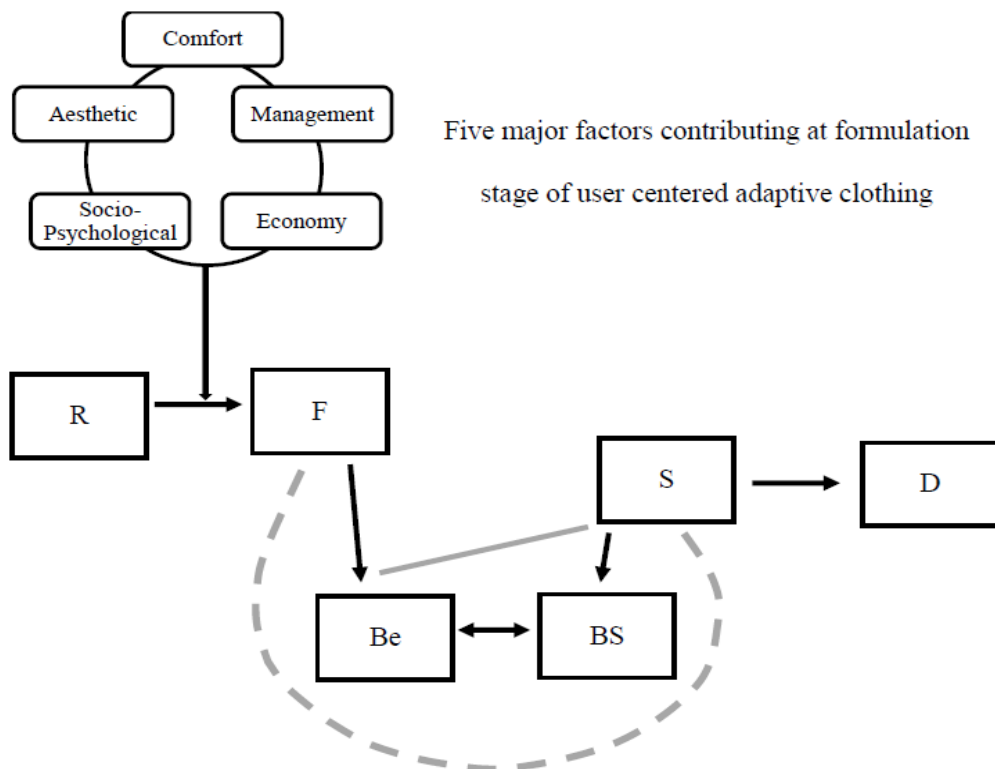 Comfort
Aesthetic
Management
Five major factors contributing at formulation
stage of user centered adaptive clothing
Socio-
Psychological
Economy
R
F
S
D
Be
BS